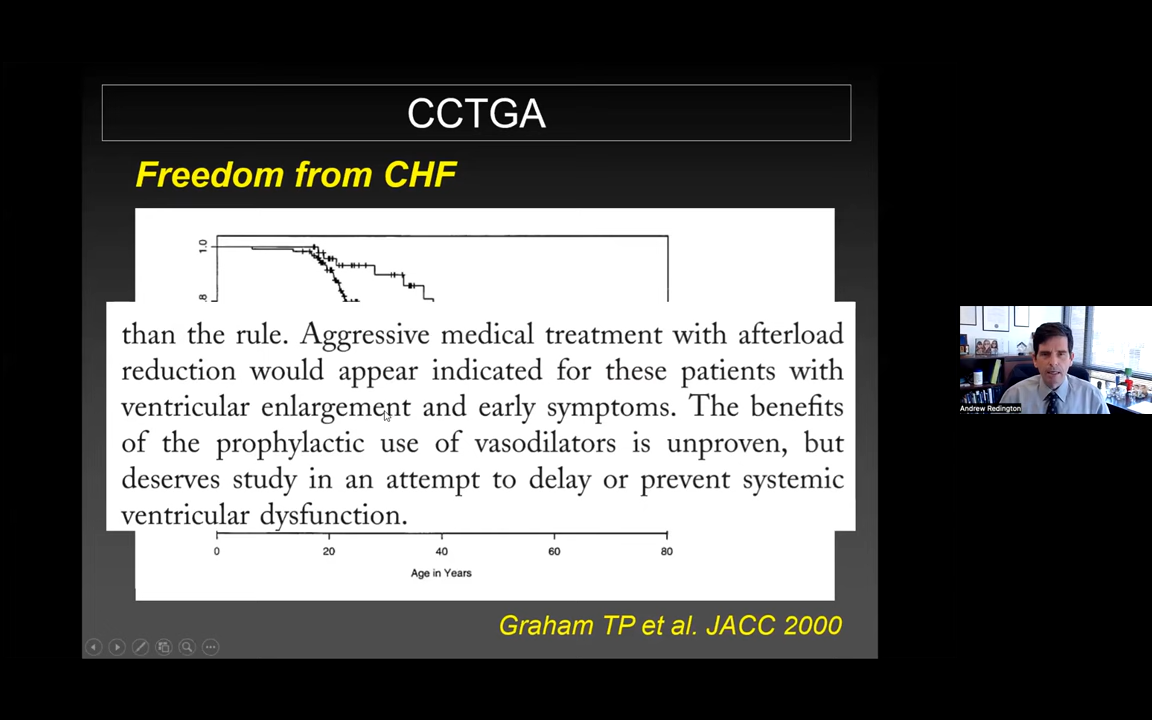 CCTGA
Freedom from CHF
1.0
.8
than the rule. Aggressive medical treatment with afterload
reduction would appear indicated for these patients with
ventricular enlargement and early symptoms. The benefits
of the prophylactic use of vasodilators is unproven, but
deserves study in an attempt to delay or prevent systemic
ventricular dysfunction.
0 20 40 60 80
Age in Years
Graham TP et al. JACC 2000
Andrew Redington